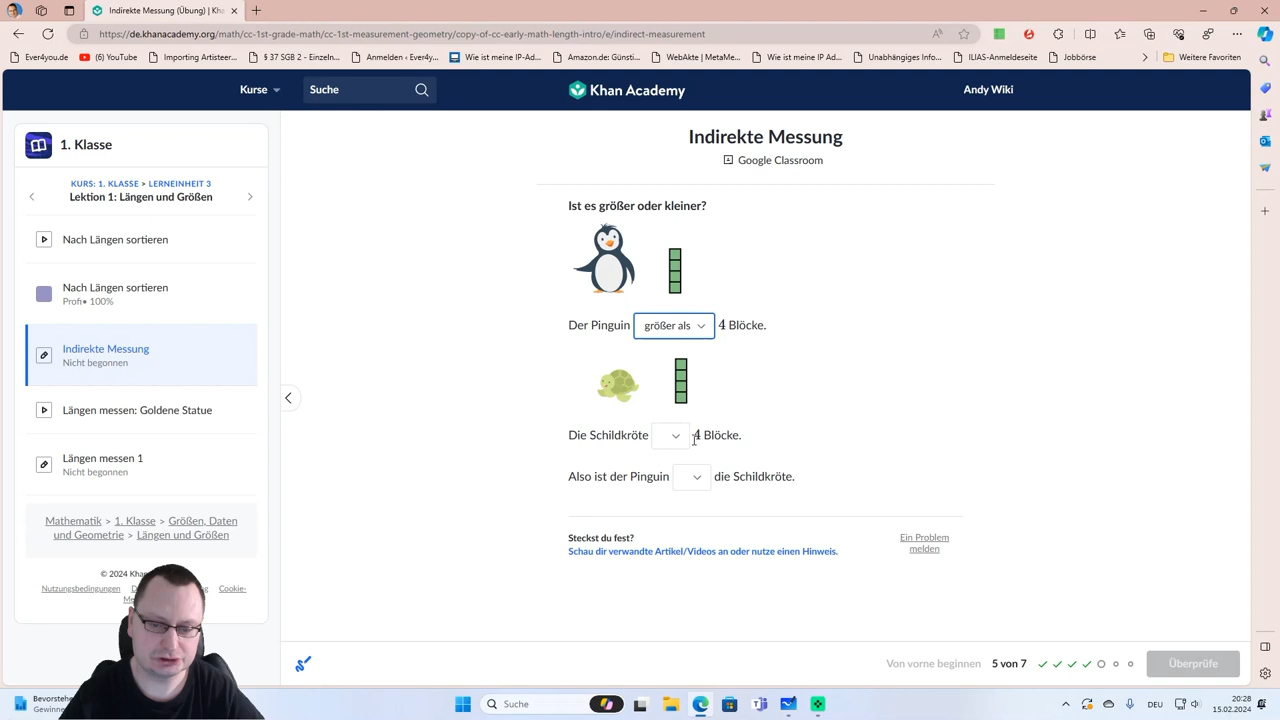 Indirekte Messung (Übung) | Kha
https://de.khanacademy.org/math/cc-1st-grade-math/cc-1st-measurement-geometry/copy-of-cc-early-math-length-intro/e/indirect-measurement
Ever4you.de
(6) YouTube
Importing Artisteer...
§ 37 SGB 2 - Einzeln...
Anmelden ‹ Ever4y...
Wie ist meine IP-Ad...
Amazon.de: Günsti...
WebAkte | MetaMe...
Wie ist meine IP-Ad...
Unabhängiges Info...
ILIAS-Anmeldeseite
Jobbörse
Weitere Favoriten
Kurse
Suche
Khan Academy
Andy Wiki
1. Klasse
KURS: 1. KLASSE > LERNEINHEIT 3
Lektion 1: Längen und Größen
Nach Längen sortieren
Nach Längen sortieren
Profi• 100%
Indirekte Messung
Nicht begonnen
Längen messen: Goldene Statue
Längen messen 1
Nicht begonnen
Mathematik > 1. Klasse > Größen, Daten
und Geometrie > Längen und Größen
© 2024 Khan
Nutzungsbedingungen
Cookie-
Indirekte Messung
Google Classroom
Ist es größer oder kleiner?
Der Pinguin größer als 4 Blöcke.
Die Schildkröte 4 Blöcke.
Also ist der Pinguin die Schildkröte.
Steckst du fest?
Schau dir verwandte Artikel/Videos an oder nutze einen Hinweis.
Ein Problem
melden
Von vorne beginnen
5 von 7
Überprüfe
Bevorste
Gewinne
Suche
DEU
20:28
15.02.2024